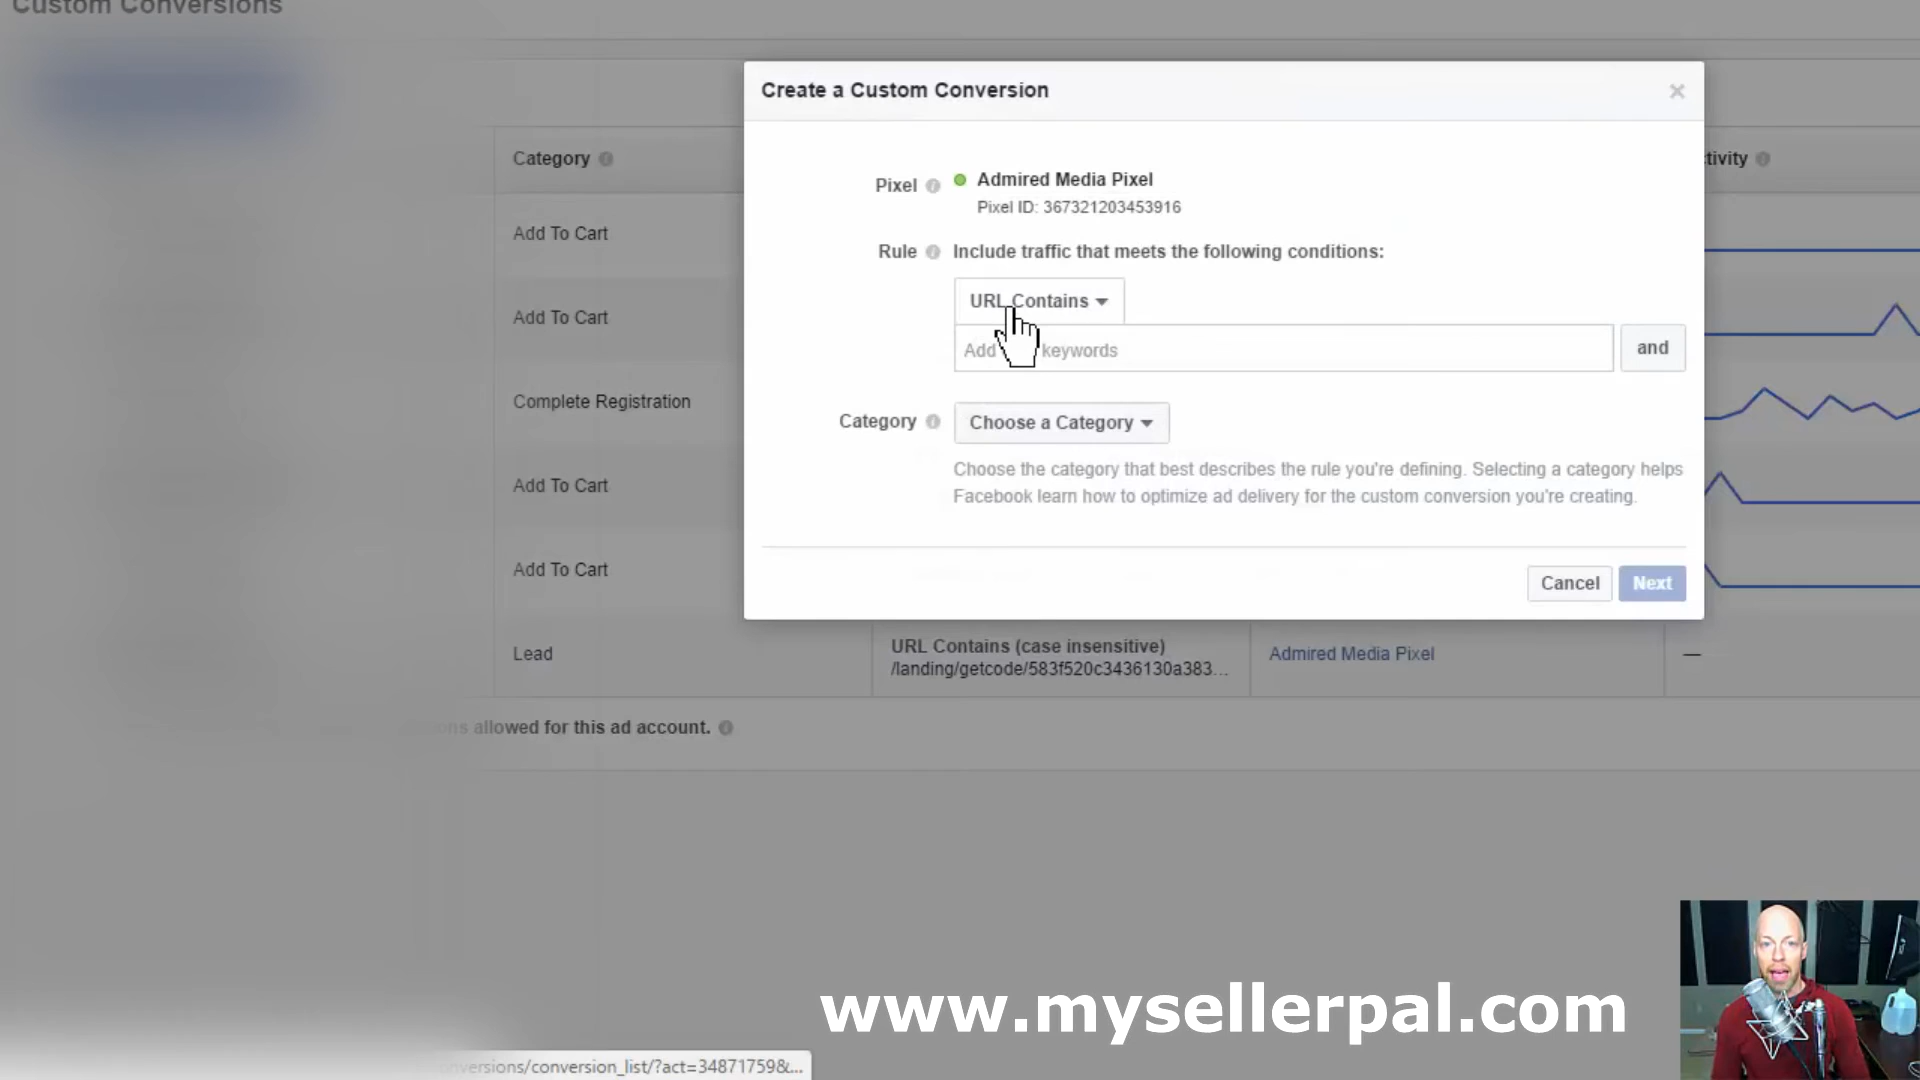 Custom Conversions
Create a Custom Conversion
×
Category
tivity
Pixel
Admired Media Pixel
Pixel ID: 367321203453916
Rule
Include traffic that meets the following conditions:
URL Contains
Add keywords
and
Category
Choose a Category
Choose the category that best describes the rule you're defining. Selecting a category helps
Facebook learn how to optimize ad delivery for the custom conversion you're creating.
Cancel
Next
Add To Cart
Add To Cart
Complete Registration
Add To Cart
Add To Cart
Lead
URL Contains (case insensitive)
/landing/getcode/583f520c3436130a383...
Admired Media Pixel
—
allowed for this ad account.
www.mysellerpal.com
onversions/conversion_list/?act=34871759&...